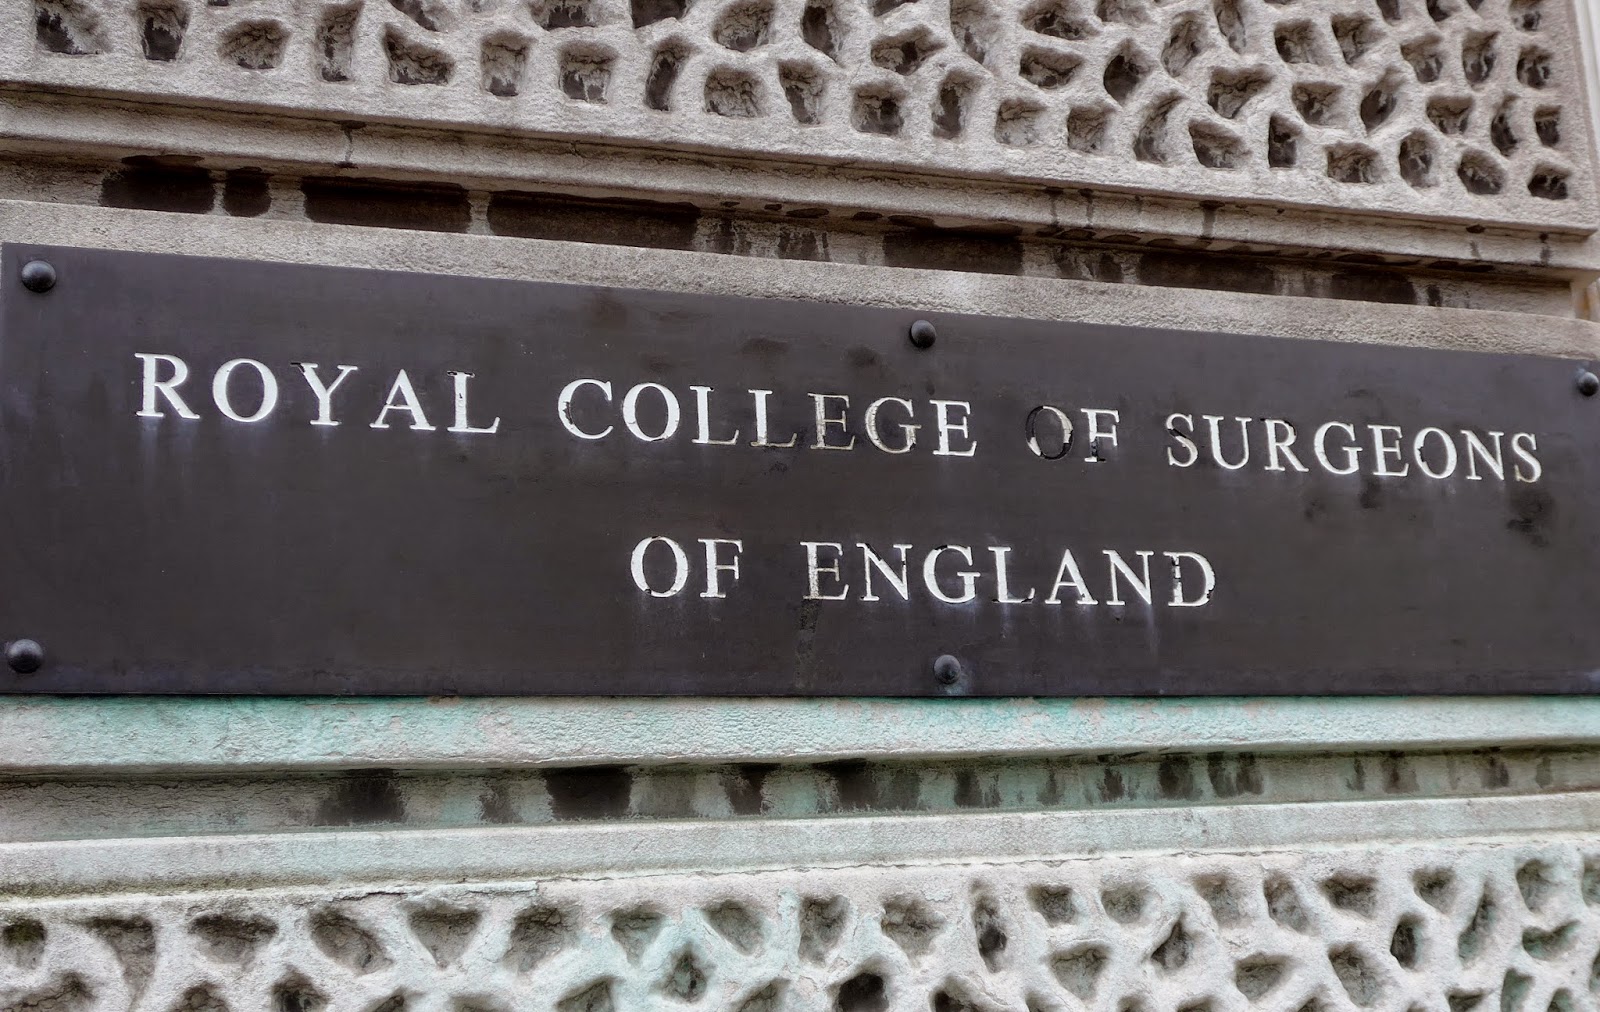 ROYAL COLLEGE OF SURGEONS
OF ENGLAND